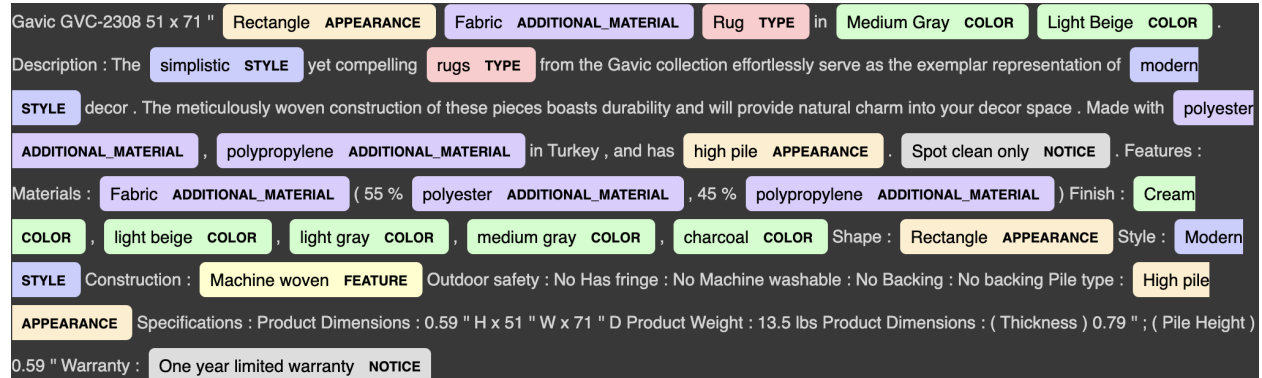 Gavic GVC-2308 51 x 71 " Rectangle APPEARANCE Fabric ADDITIONAL_MATERIAL Rug TYPE in Medium Gray COLOR Light Beige COLOR .
Description : The simplistic STYLE yet compelling rugs TYPE from the Gavic collection effortlessly serve as the exemplar representation of modern
STYLE decor . The meticulously woven construction of these pieces boasts durability and will provide natural charm into your decor space . Made with polyester
ADDITIONAL_MATERIAL , polypropylene ADDITIONAL_MATERIAL in Turkey , and has high pile APPEARANCE . Spot clean only NOTICE . Features :
Materials : Fabric ADDITIONAL_MATERIAL ( 55 % polyester ADDITIONAL_MATERIAL , 45 % polypropylene ADDITIONAL_MATERIAL ) Finish : Cream
COLOR , light beige COLOR , light gray COLOR , medium gray COLOR , charcoal COLOR Shape : Rectangle APPEARANCE Style : Modern
STYLE Construction : Machine woven FEATURE Outdoor safety : No Has fringe : No Machine washable : No Backing : No backing Pile type : High pile
APPEARANCE Specifications : Product Dimensions : 0.59 " H x 51 " W x 71 " D Product Weight : 13.5 lbs Product Dimensions : ( Thickness ) 0.79 " ; ( Pile Height )
0.59 " Warranty : One year limited warranty NOTICE